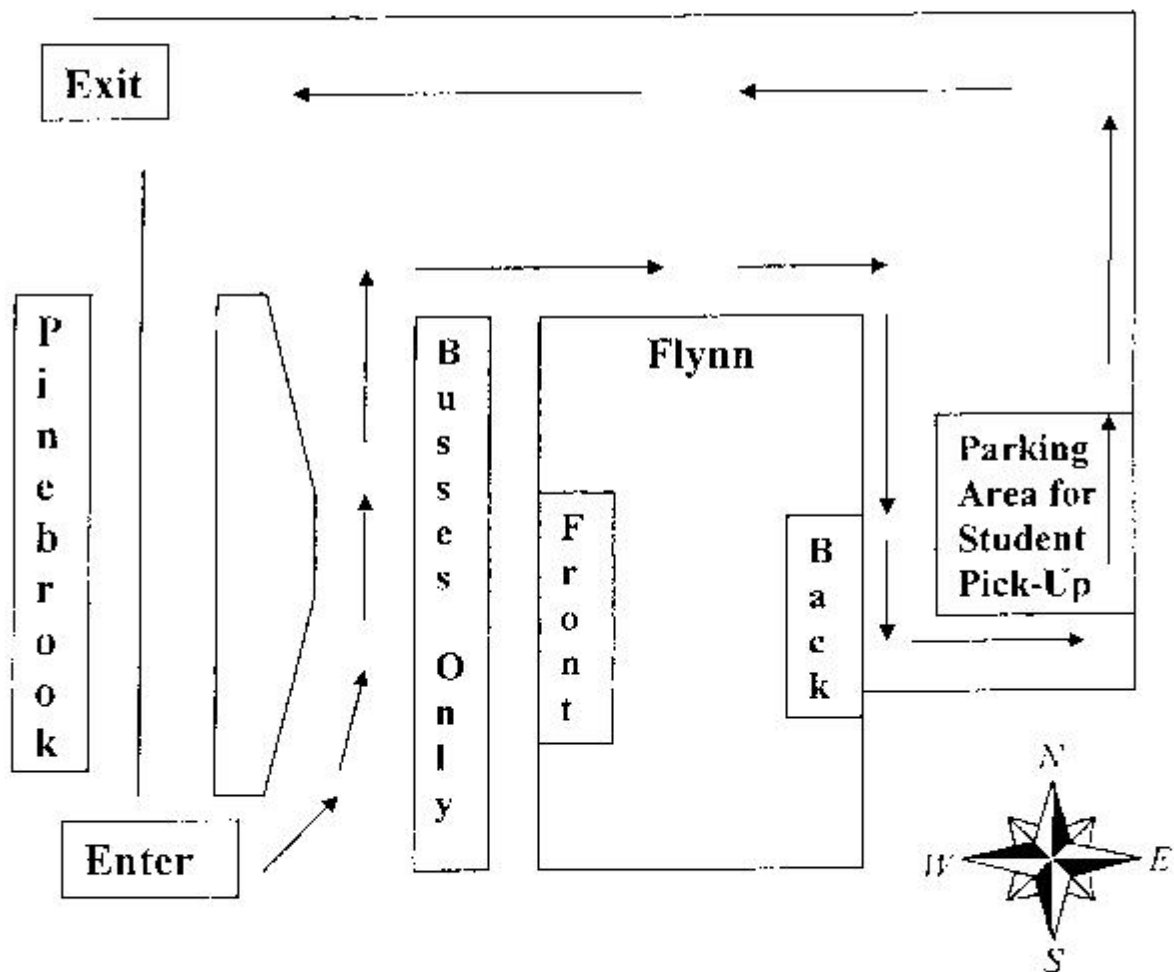 Exit
Pinebrook
Busses Only
Flynn
Front
Back
Parking
Area for
Student
Pick-Up
Enter
N
W
E
S